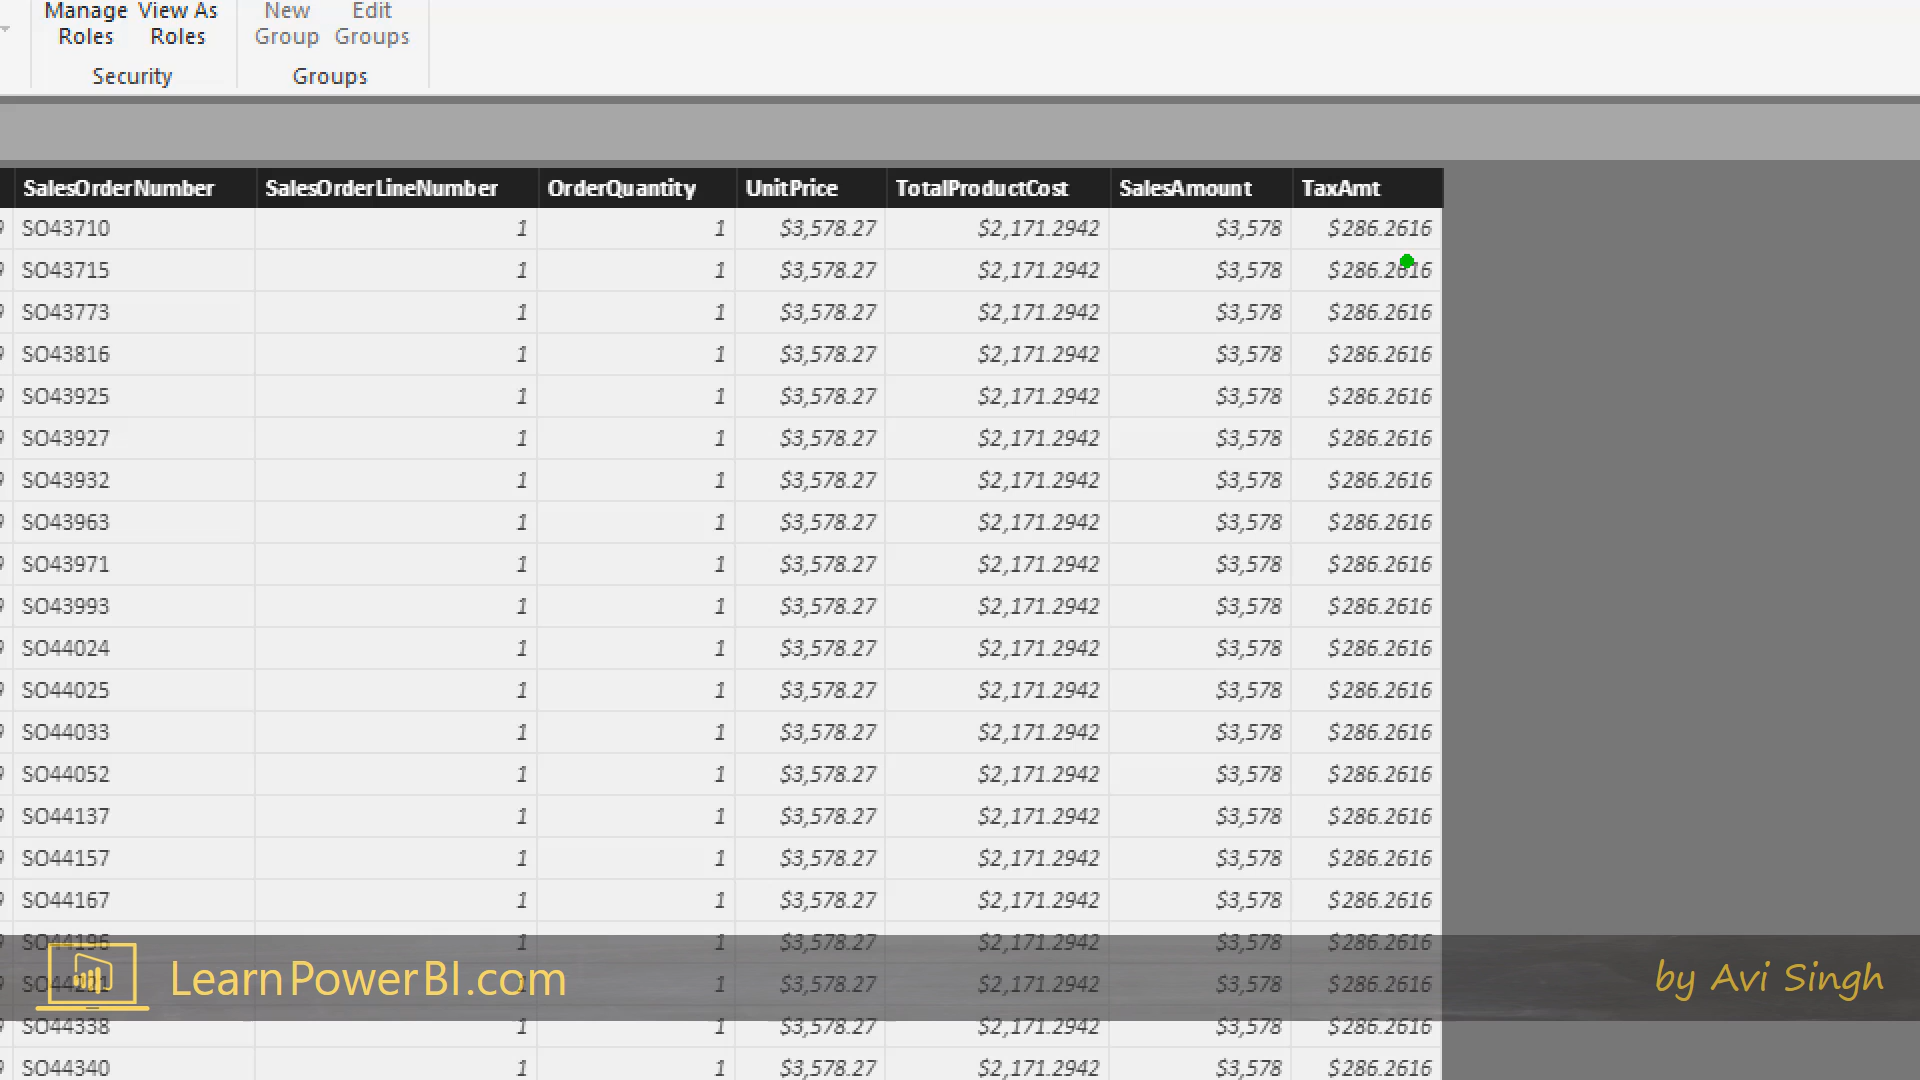 Manage Roles View As Roles New Group Edit Groups
Security Groups
SalesOrderNumber SalesOrderLineNumber OrderQuantity UnitPrice TotalProductCost SalesAmount TaxAmt
SO43710 1 1 $3,578.27 $2,171.2942 $3,578 $286.2616
SO43715 1 1 $3,578.27 $2,171.2942 $3,578 $286.2616
SO43773 1 1 $3,578.27 $2,171.2942 $3,578 $286.2616
SO43816 1 1 $3,578.27 $2,171.2942 $3,578 $286.2616
SO43925 1 1 $3,578.27 $2,171.2942 $3,578 $286.2616
SO43927 1 1 $3,578.27 $2,171.2942 $3,578 $286.2616
SO43932 1 1 $3,578.27 $2,171.2942 $3,578 $286.2616
SO43963 1 1 $3,578.27 $2,171.2942 $3,578 $286.2616
SO43971 1 1 $3,578.27 $2,171.2942 $3,578 $286.2616
SO43993 1 1 $3,578.27 $2,171.2942 $3,578 $286.2616
SO44024 1 1 $3,578.27 $2,171.2942 $3,578 $286.2616
SO44025 1 1 $3,578.27 $2,171.2942 $3,578 $286.2616
SO44033 1 1 $3,578.27 $2,171.2942 $3,578 $286.2616
SO44052 1 1 $3,578.27 $2,171.2942 $3,578 $286.2616
SO44137 1 1 $3,578.27 $2,171.2942 $3,578 $286.2616
SO44157 1 1 $3,578.27 $2,171.2942 $3,578 $286.2616
SO44167 1 1 $3,578.27 $2,171.2942 $3,578 $286.2616
SO44196 1 1 $3,578.27 $2,171.2942 $3,578 $286.2616
1 1 $3,578.27 $2,171.2942 $3,578 $286.2616
LearnPowerBI.com by Avi Singh
SO44338 1 1 $3,578.27 $2,171.2942 $3,578 $286.2616
SO44340 1 1 $3,578.27 $2,171.2942 $3,578 $286.2616